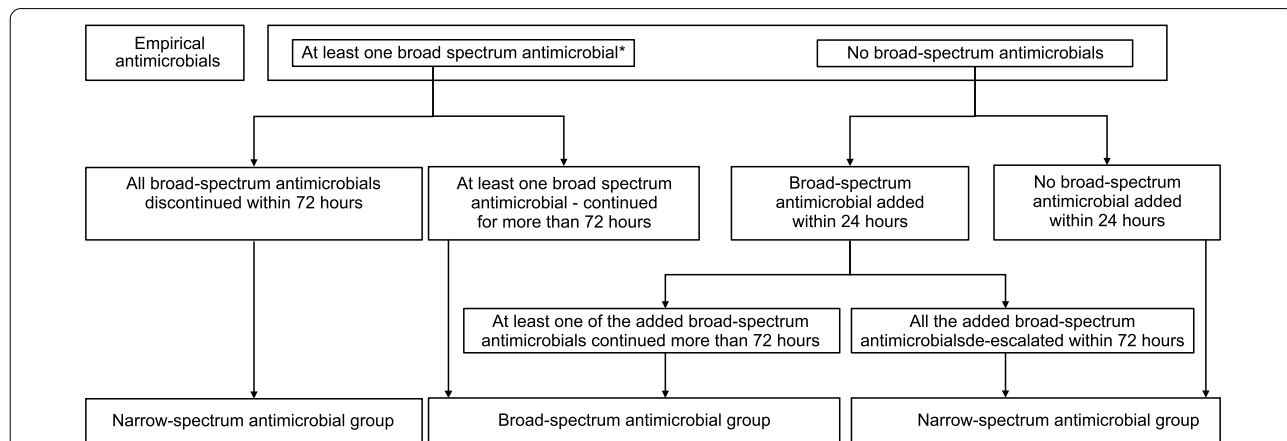 Empirical
antimicrobials
At least one broad spectrum antimicrobial*
No broad-spectrum antimicrobials
All broad-spectrum antimicrobials
discontinued within 72 hours
At least one broad spectrum
antimicrobial - continued
for more than 72 hours
Broad-spectrum
antimicrobial added
within 24 hours
No broad-spectrum
antimicrobial added
within 24 hours
At least one of the added broad-spectrum
antimicrobials continued more than 72 hours
All the added broad-spectrum
antimicrobialsde-escalated within 72 hours
Narrow-spectrum antimicrobial group
Broad-spectrum antimicrobial group
Narrow-spectrum antimicrobial group